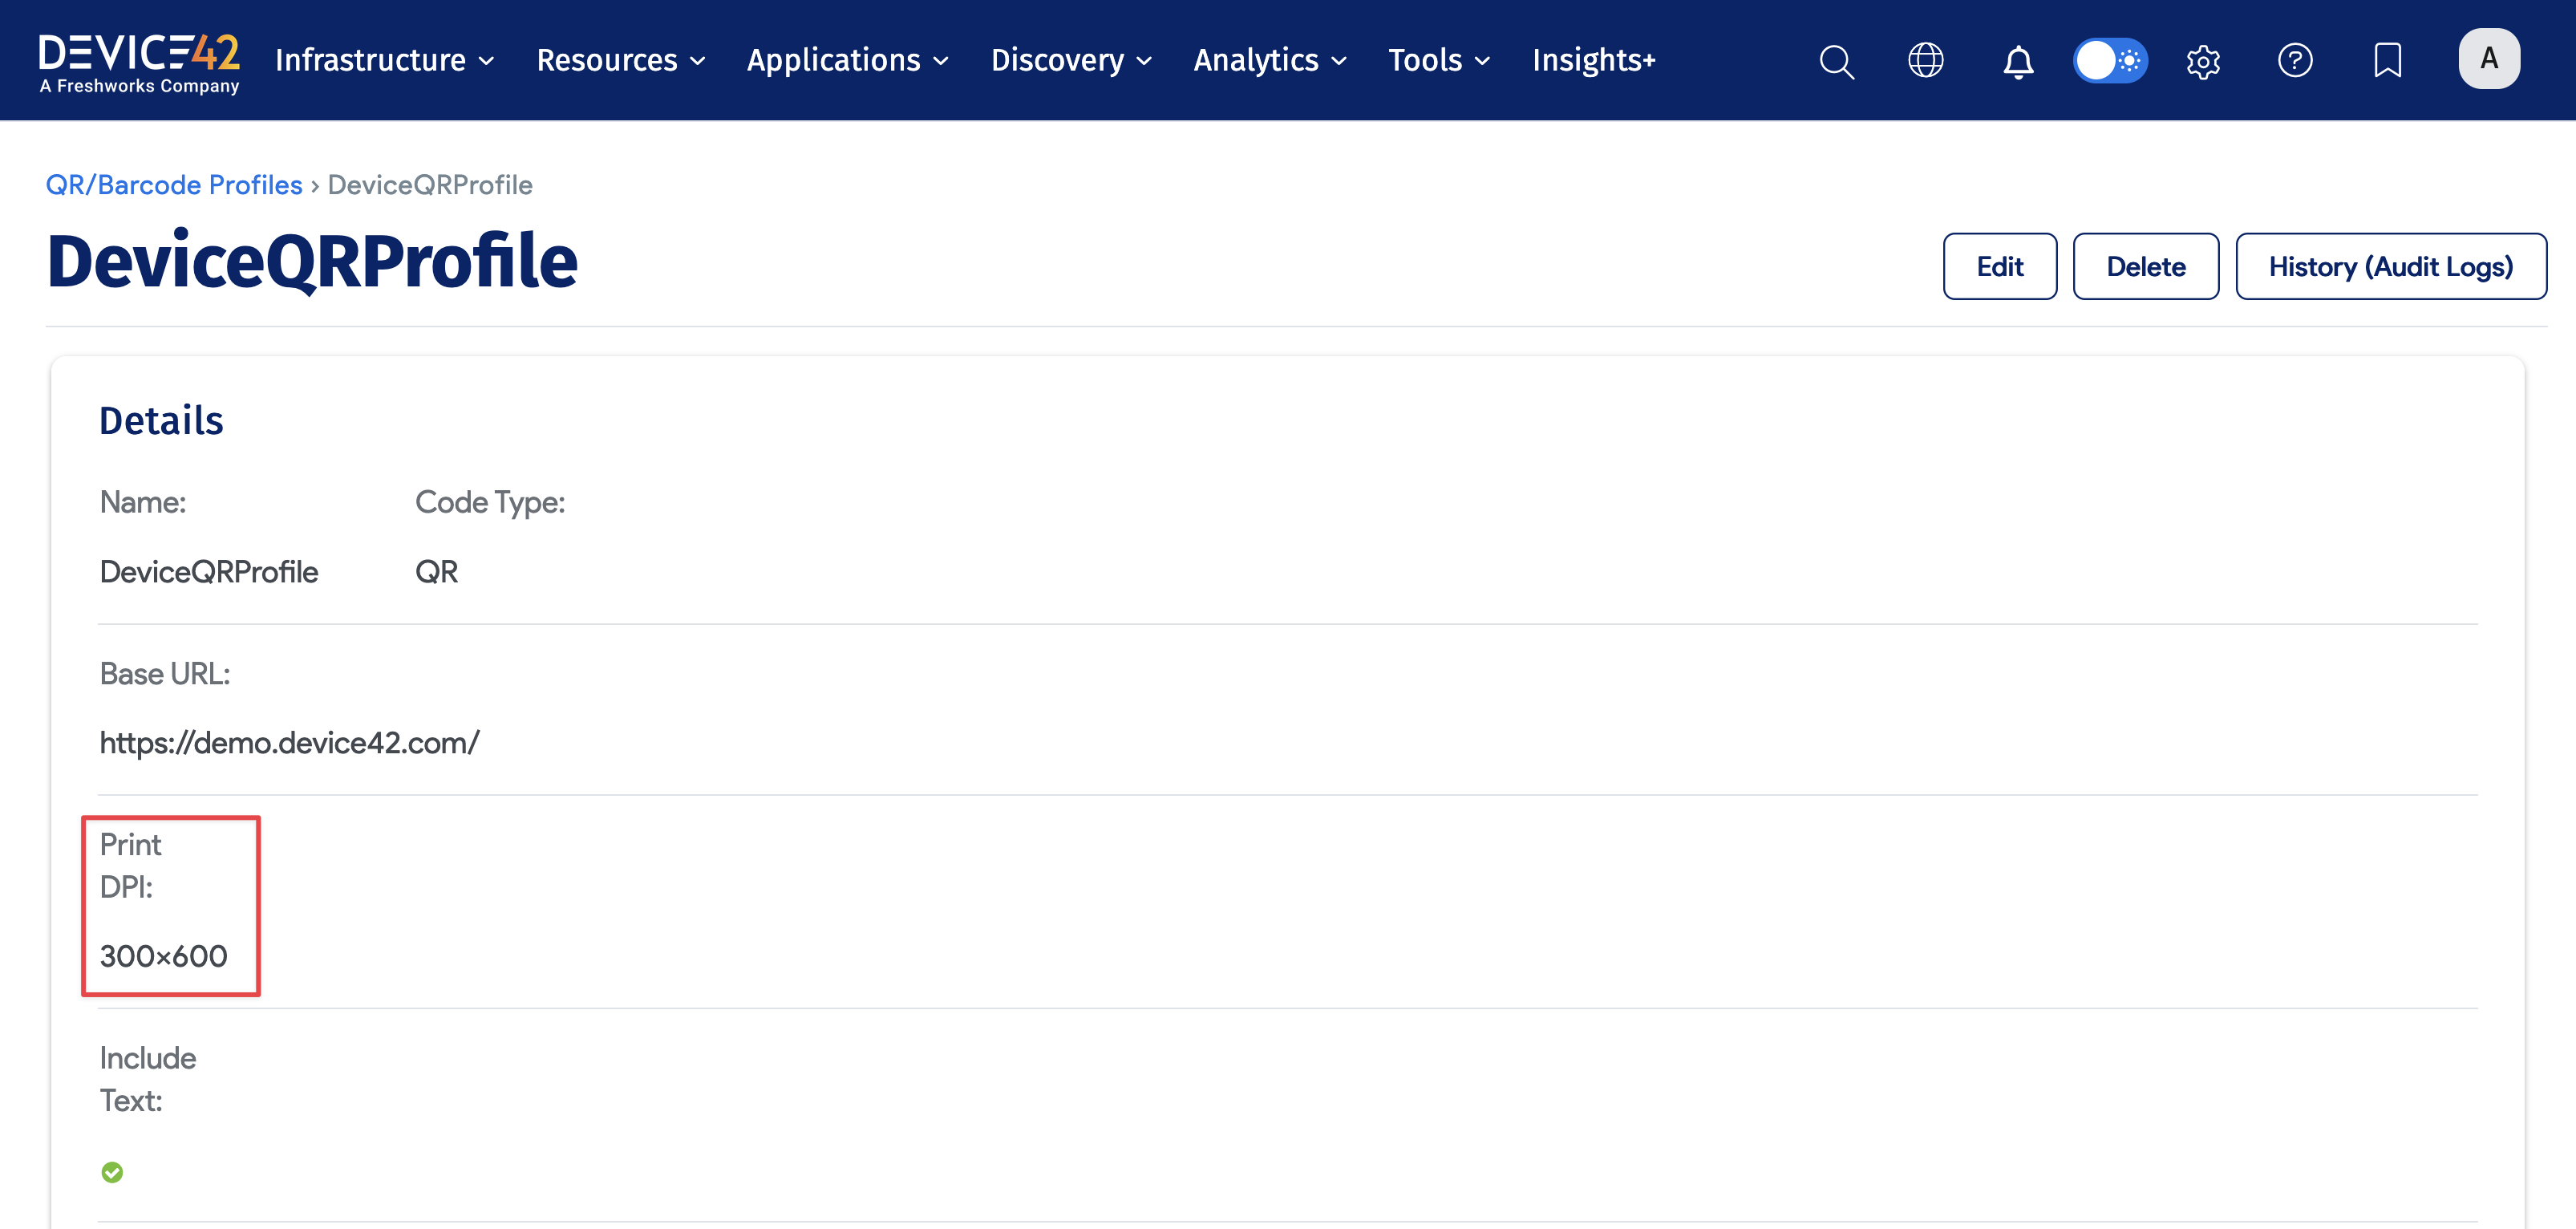 DEVICE42
A Freshworks Company
Infrastructure
Resources
Applications
Discovery
Analytics
Tools
Insights+
A
QR/Barcode Profiles › DeviceQRProfile
DeviceQRProfile
Edit
Delete
History (Audit Logs)
Details
Name:
Code Type:
DeviceQRProfile
QR
Base URL:
https://demo.device42.com/
Print
DPI:
300×600
Include
Text: